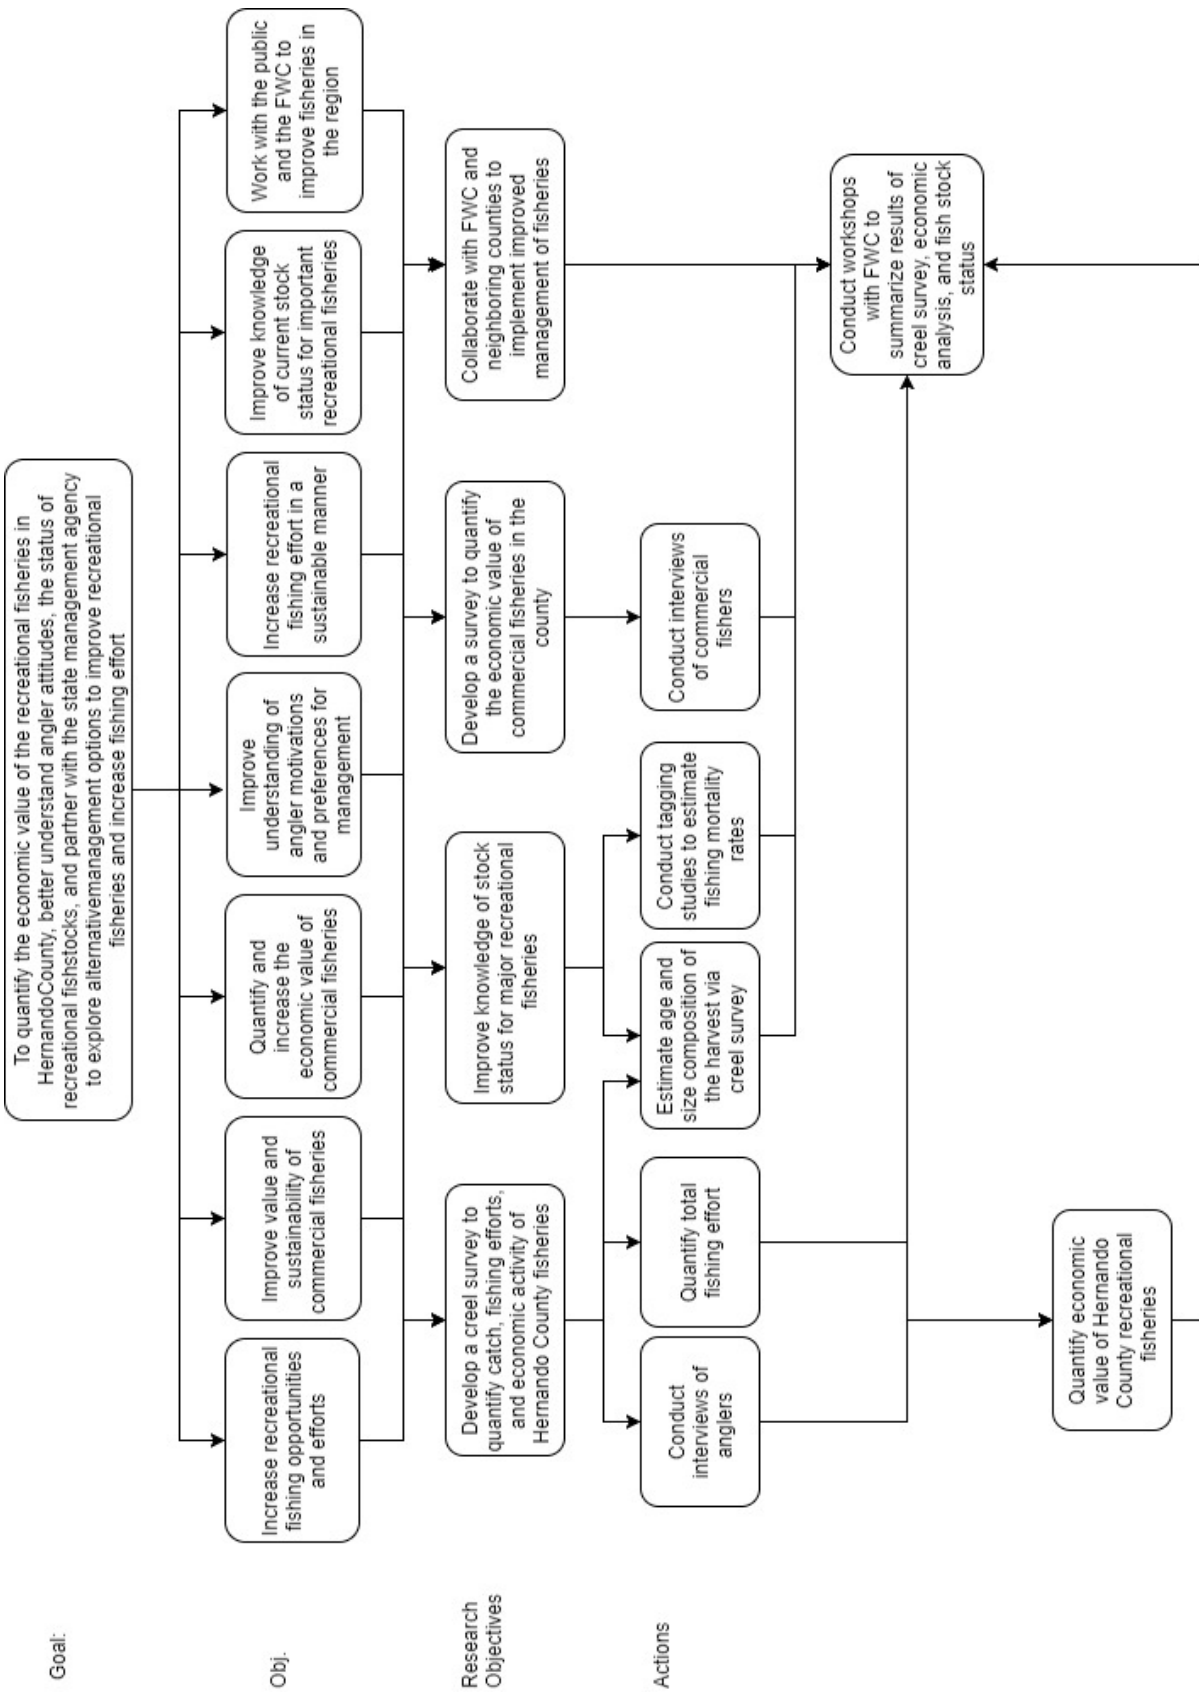 Goal:
To quantify the economic value of the recreational fisheries in
HernandoCounty, better understand angler attitudes, the status of
recreational fishstocks, and partner with the state management agency
to explore alternativemanagement options to improve recreational
fisheries and increase fishing effort
Obj.
Increase recreational
fishing opportunities
and efforts
Improve value and
sustainability of
commercial fisheries
Quantify and
increase the
economic value of
commercial fisheries
Improve
understanding of
angler motivations
and preferences for
management
Increase recreational
fishing effort in a
sustainable manner
Improve knowledge
of current stock
status for important
recreational fisheries
Work with the public
and the FWC to
improve fisheries in
the region
Research
Objectives
Develop a creel survey to
quantify catch, fishing efforts,
and economic activity of
Hernando County fisheries
Improve knowledge of stock
status for major recreational
fisheries
Develop a survey to quantify
the economic value of
commercial fisheries in the
county
Collaborate with FWC and
neighboring counties to
implement improved
management of fisheries
Actions
Conduct
interviews of
anglers
Quantify total
fishing effort
Estimate age and
size composition of
the harvest via
creel survey
Conduct tagging
studies to estimate
fishing mortality
rates
Conduct interviews
of commercial
fishers
Conduct workshops
with FWC to
summarize results of
creel survey, economic
analysis, and fish stock
status
Quantify economic
value of Hernando
County recreational
fisheries